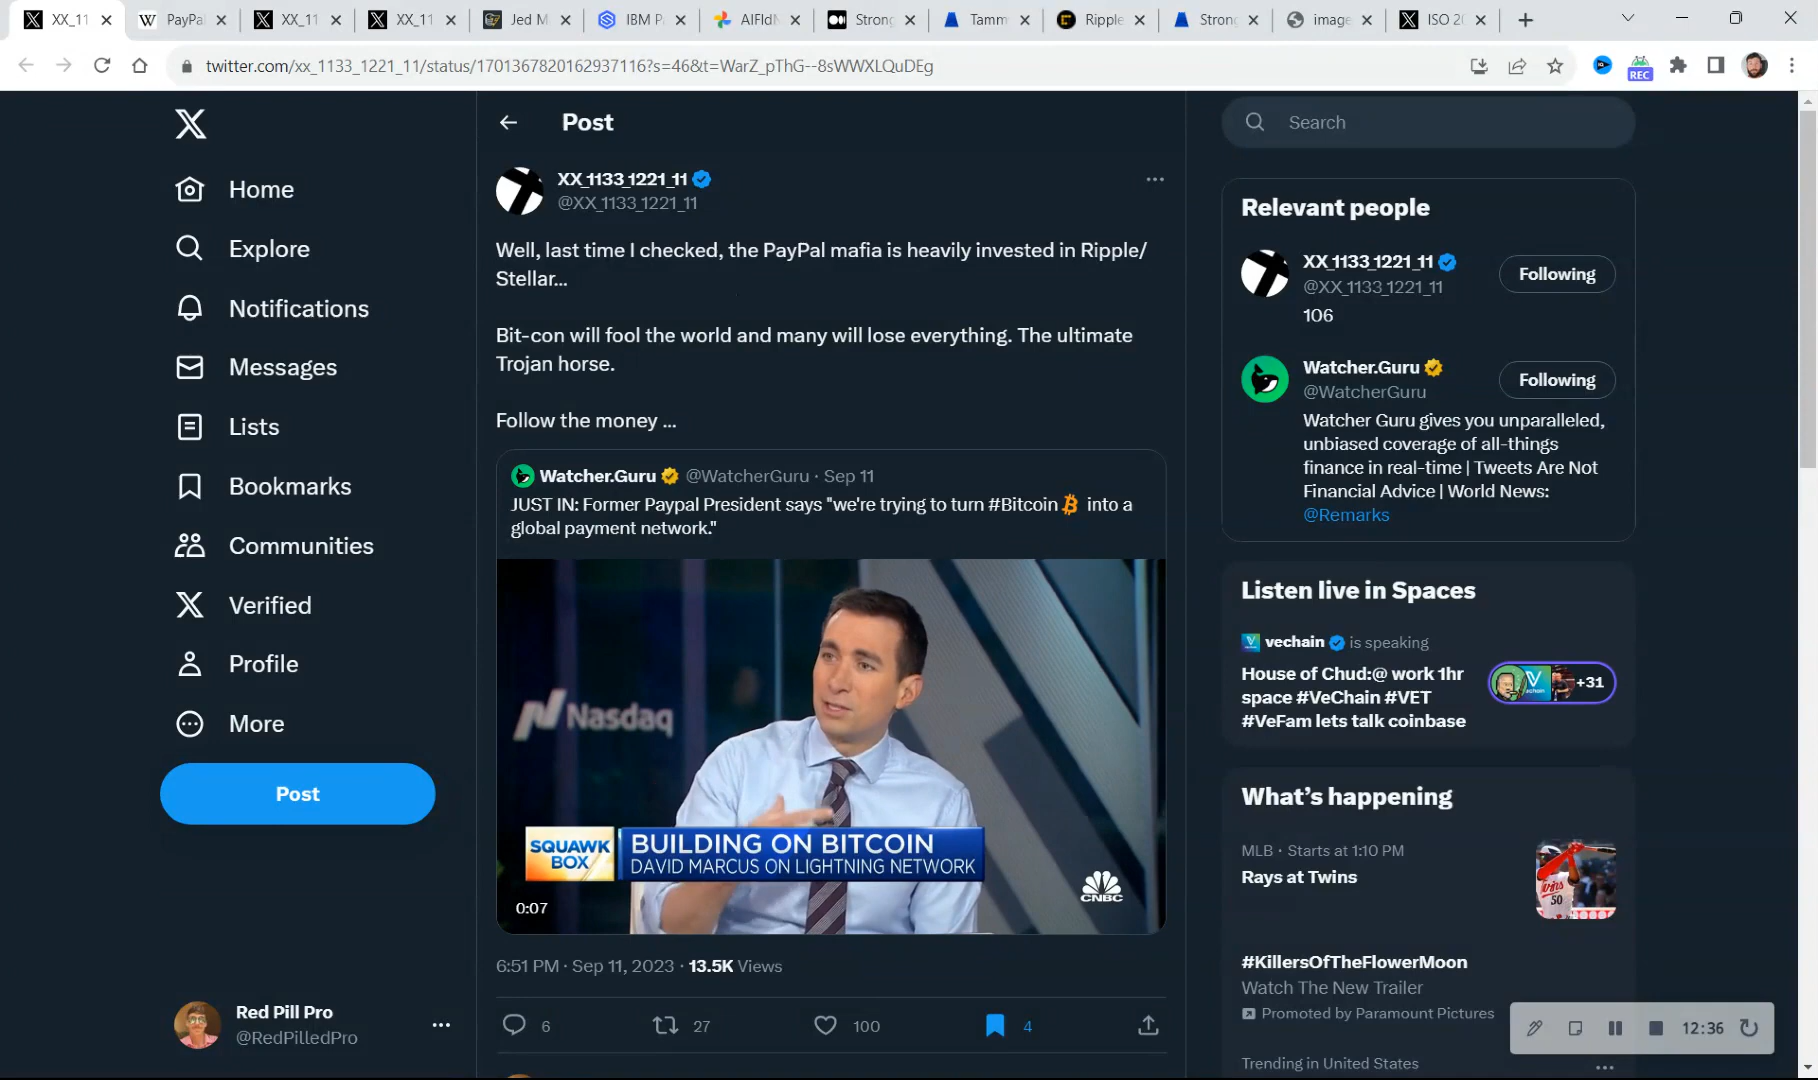 XX_11
PayPa
XX_11
XX_11
Jed M
IBM P
AIFIdN
Strong
Tammy
Ripple
Strong
image
ISO 20
twitter.com/xx_1133_1221_11/status/1701367820162937116?s=46&t=WarZ_pThG--8sWWXLQuDEg
REC
Home
Explore
Notifications
Messages
Lists
Bookmarks
Communities
Verified
Profile
More
Post
Red Pill Pro
@RedPilledPro
Post
XX_1133_1221_11
@XX_1133_1221_11
Well, last time I checked, the PayPal mafia is heavily invested in Ripple/
Stellar...
Bit-con will fool the world and many will lose everything. The ultimate
Trojan horse.
Follow the money ...
Watcher.Guru @WatcherGuru · Sep 11
JUST IN: Former Paypal President says "we're trying to turn #Bitcoin into a
global payment network."
Nasdaq
SQUAWK
BOX
BUILDING ON BITCOIN
DAVID MARCUS ON LIGHTNING NETWORK
CNBC
0:07
6:51 PM · Sep 11, 2023 · 13.5K Views
6 27 100 4
Search
Relevant people
XX_1133_1221_11
@XX_1133_1221_11
Following
106
Watcher.Guru
@WatcherGuru
Following
Watcher Guru gives you unparalleled,
unbiased coverage of all-things
finance in real-time | Tweets Are Not
Financial Advice | World News:
@Remarks
Listen live in Spaces
vechain is speaking
House of Chud:@ work 1hr
space #VeChain #VET
#VeFam lets talk coinbase
+31
What's happening
MLB · Starts at 1:10 PM
Rays at Twins
#KillersOfTheFlowerMoon
Watch The New Trailer
Promoted by Paramount Pictures
12:36
Trending in United States